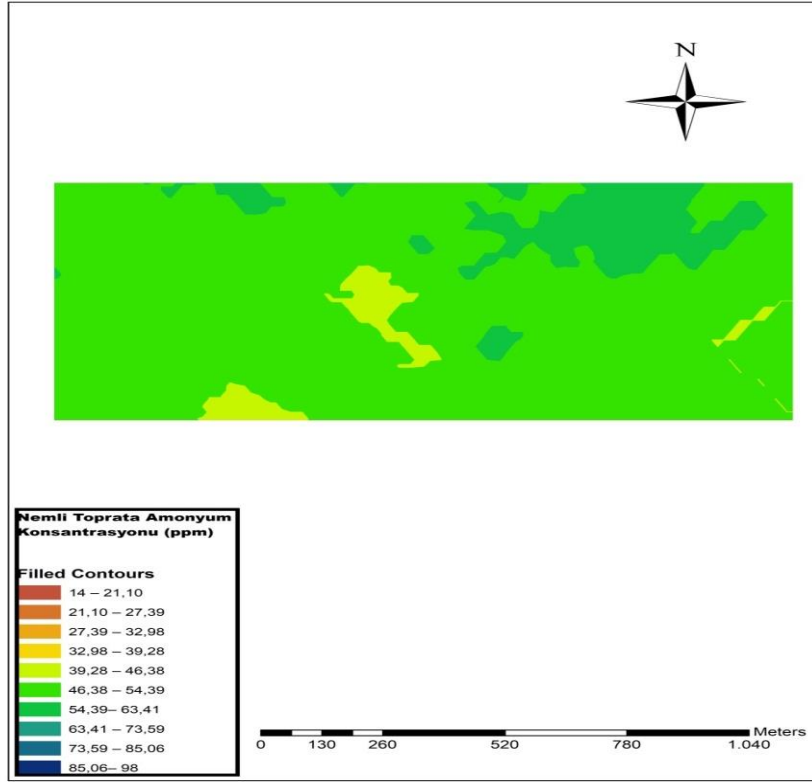 N
Nemli Toprata Amonyum
Konsantrasyonu (ppm)
Filled Contours
14 – 21,10
21,10 – 27,39
27,39 – 32,98
32,98 – 39,28
39,28 – 46,38
46,38 – 54,39
54,39– 63,41
63,41 – 73,59
73,59 – 85,06
85,06– 98
Meters
0 130 260 520 780 1.040